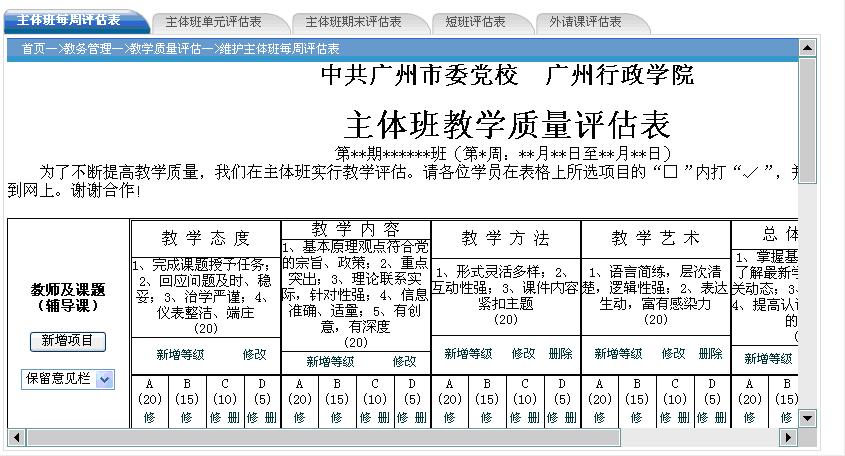 主体班每周评估表 主体班单元评估表 主体班期末评估表 短班评估表 外请课评估表
首页—>教务管理—>教学质量评估—>维护主体班每周评估表
中共广州市委党校 广州行政学院
主体班教学质量评估表
第**期******班（第*周：**月**日至**月**日）
为了不断提高教学质量，我们在主体班实行教学评估。请各位学员在表格上所选项目的“□”内打“✓”，并
到网上。谢谢合作!
教师及课题
（辅导课）
新增项目
保留意见栏
教 学 态 度
1、完成课题授予任务；
2、回应问题及时、稳
妥；3、治学严谨；4、
仪表整洁、端庄
(20)
新增等级 修改
教 学 内 容
1、基本原理观点符合党
的宗旨、政策；2、重点
突出；3、理论联系实
际，针对性强；4、信息
准确、适量；5、有创
意，有深度
(20)
新增等级 修改
教 学 方 法
1、形式灵活多样；2、
互动性强；3、课件内容
紧扣主题
(20)
新增等级 修改 删除
教 学 艺 术
1、语言简练，层次清
楚，逻辑性强；2、表达
生动，富有感染力
(20)
新增等级 修改 删除
总 体
1、掌握基
了解最新学
关动态；3、
4、提高认识
的
(
新增等级
A B C D A B C D A B C D A B C D A B
(20) (15) (10) (5) (20) (15) (10) (5) (20) (15) (10) (5) (20) (15) (10) (5) (20) (15)
修 修 修 删 修 删 修 修 修 删 修 删 修 修 修 删 修 删 修 修 修 删 修 删 修 修